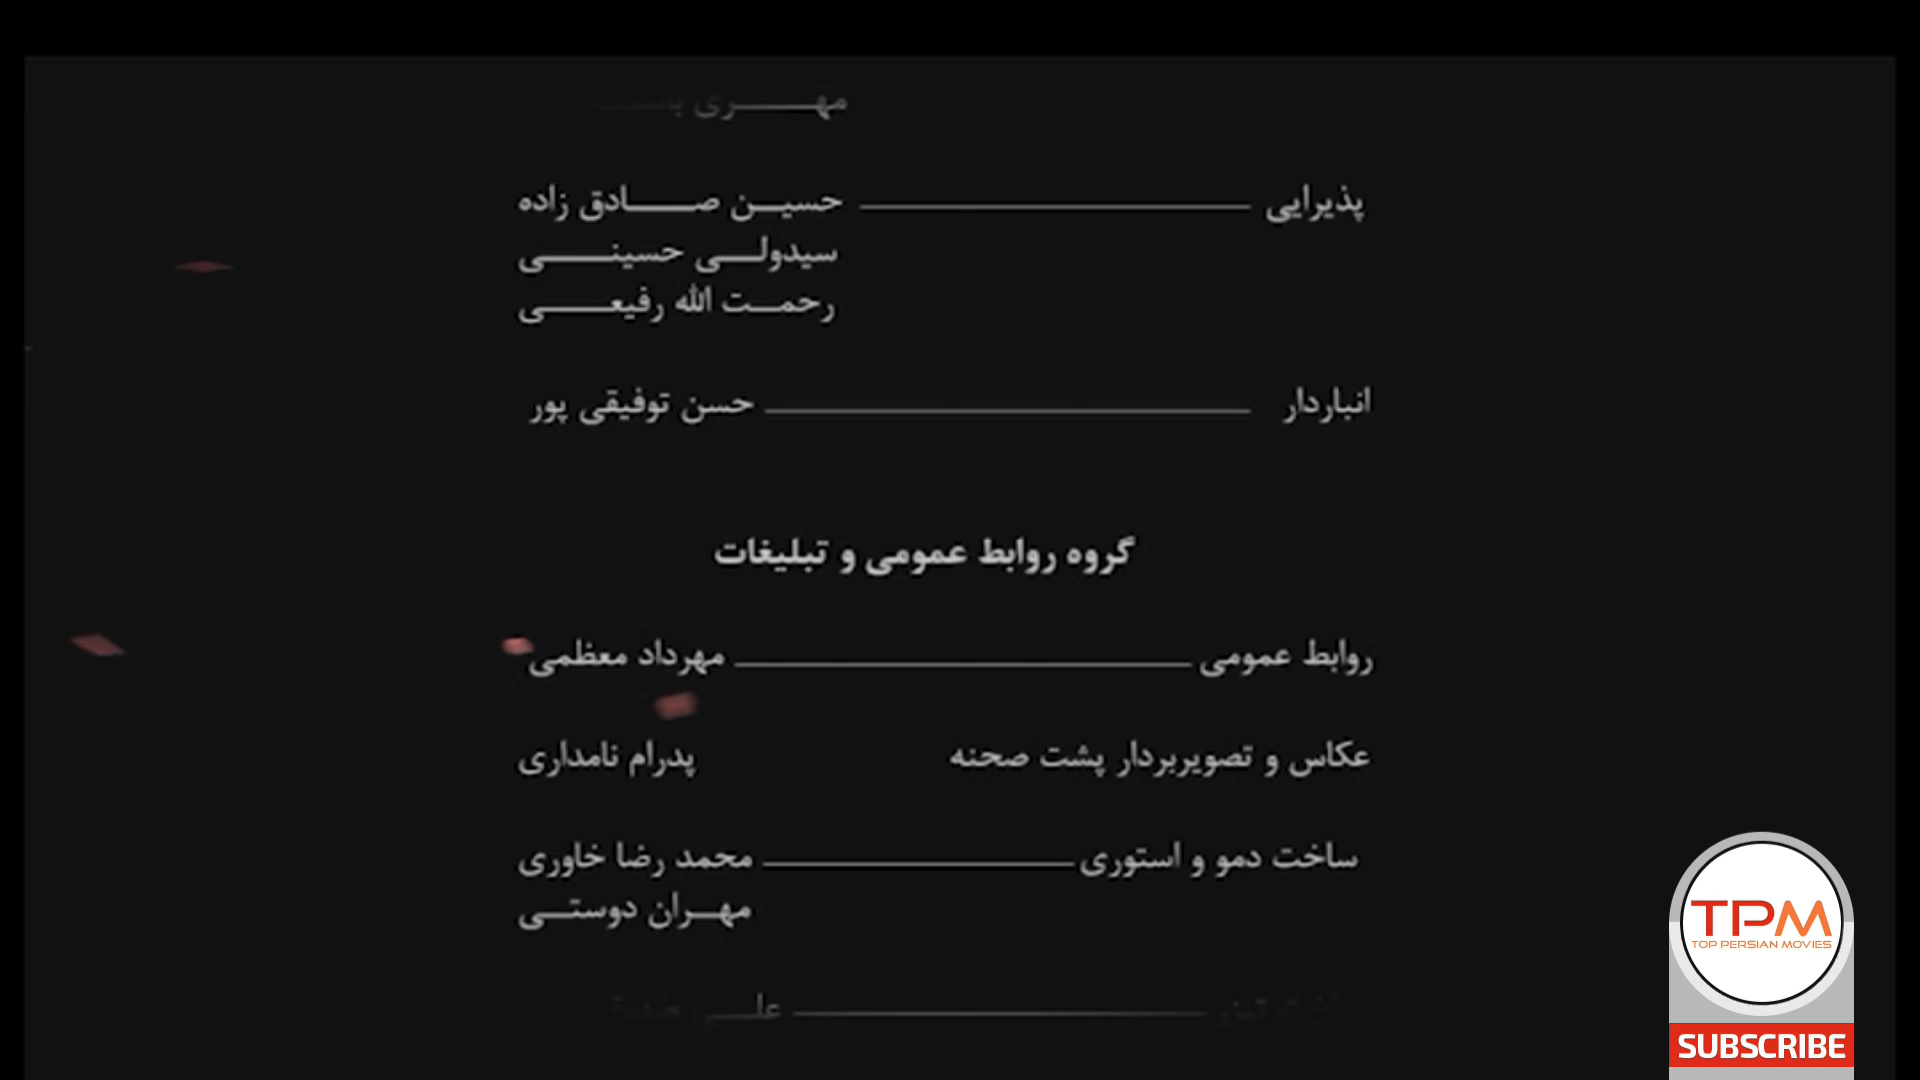 مهری
پذیرایی حسین صادق زاده
سیدولی حسینی
رحمت الله رفیعی
انباردار حسن توفیقی پور
گروه روابط عمومی و تبلیغات
روابط عمومی مهرداد معظمی
عکاس و تصویربردار پشت صحنه پدرام نامداری
ساخت دمو و استوری محمد رضا خاوری
مهران دوستی
علی
TPM
TOP PERSIAN MOVIES
SUBSCRIBE